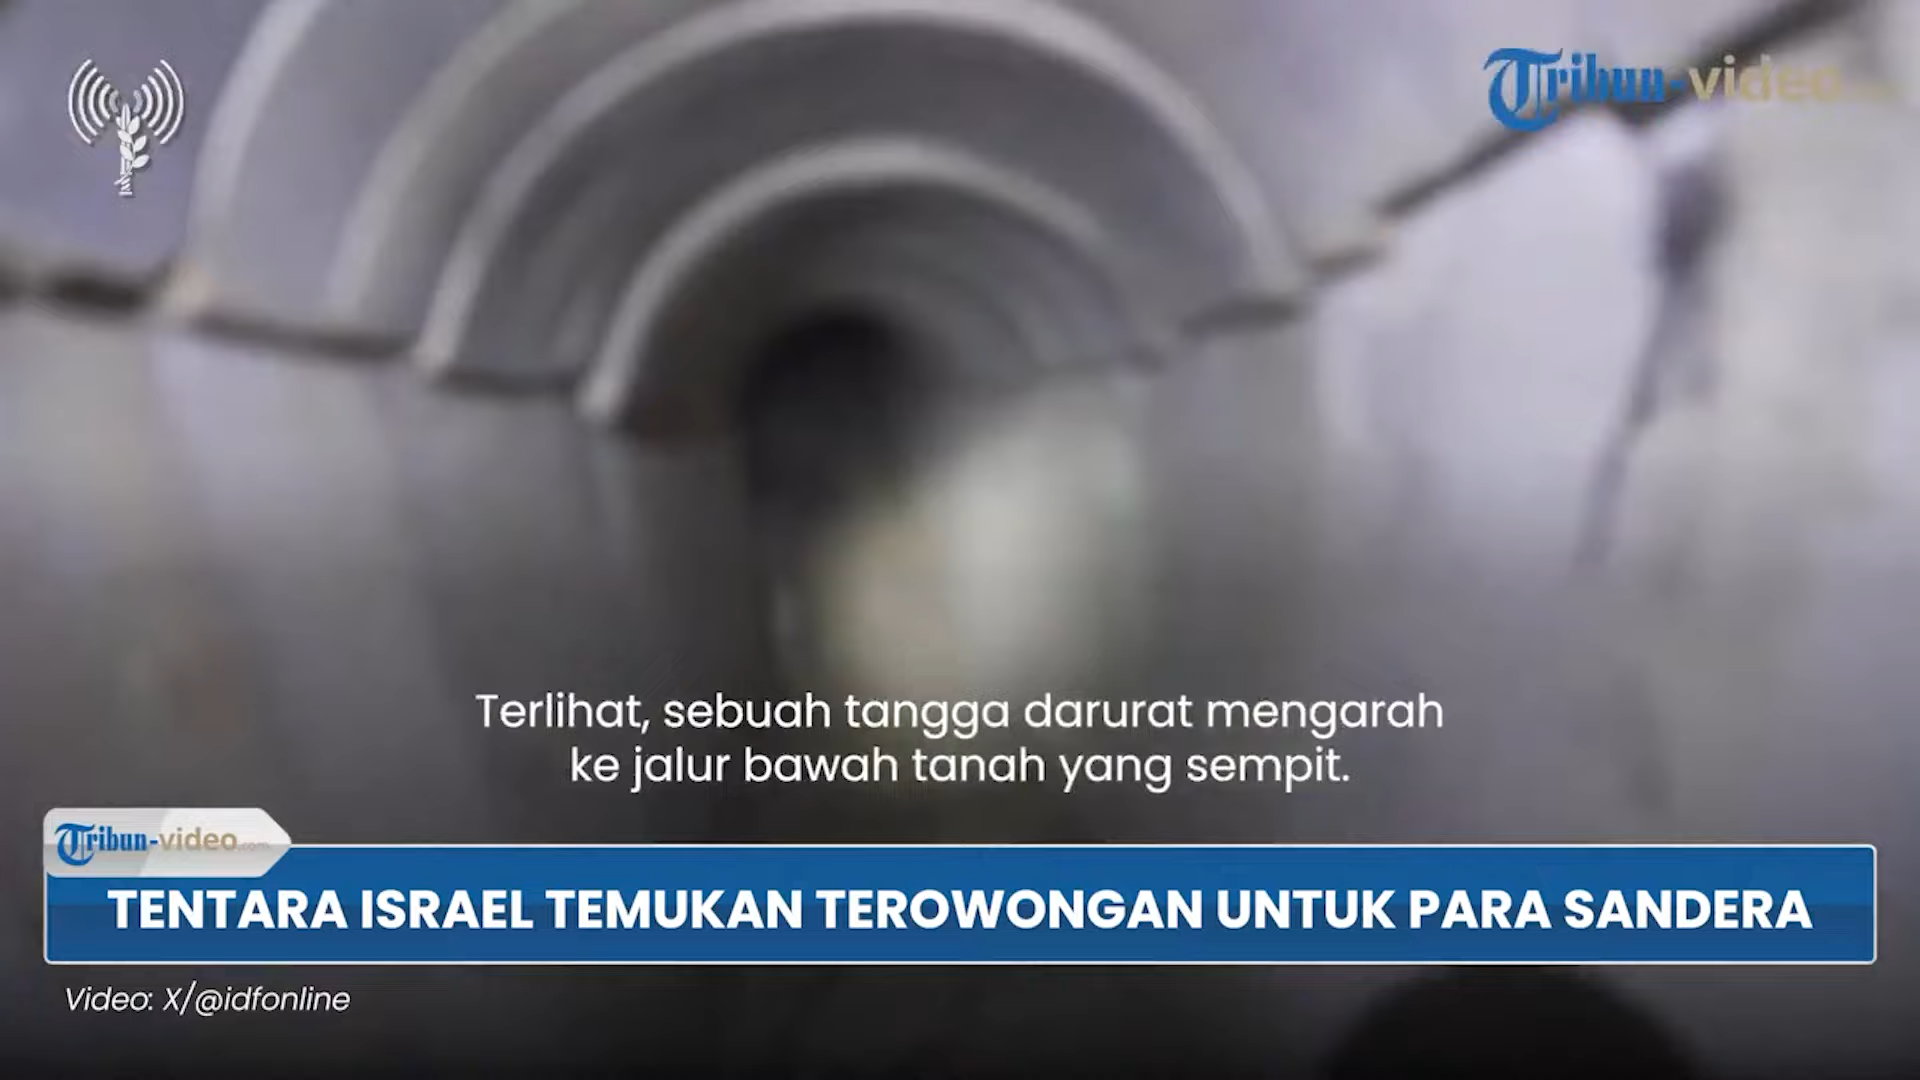 Tribun-video
Terlihat, sebuah tangga darurat mengarah
ke jalur bawah tanah yang sempit.
Tribun-video.com
TENTARA ISRAEL TEMUKAN TEROWONGAN UNTUK PARA SANDERA
Video: X/@idfonline